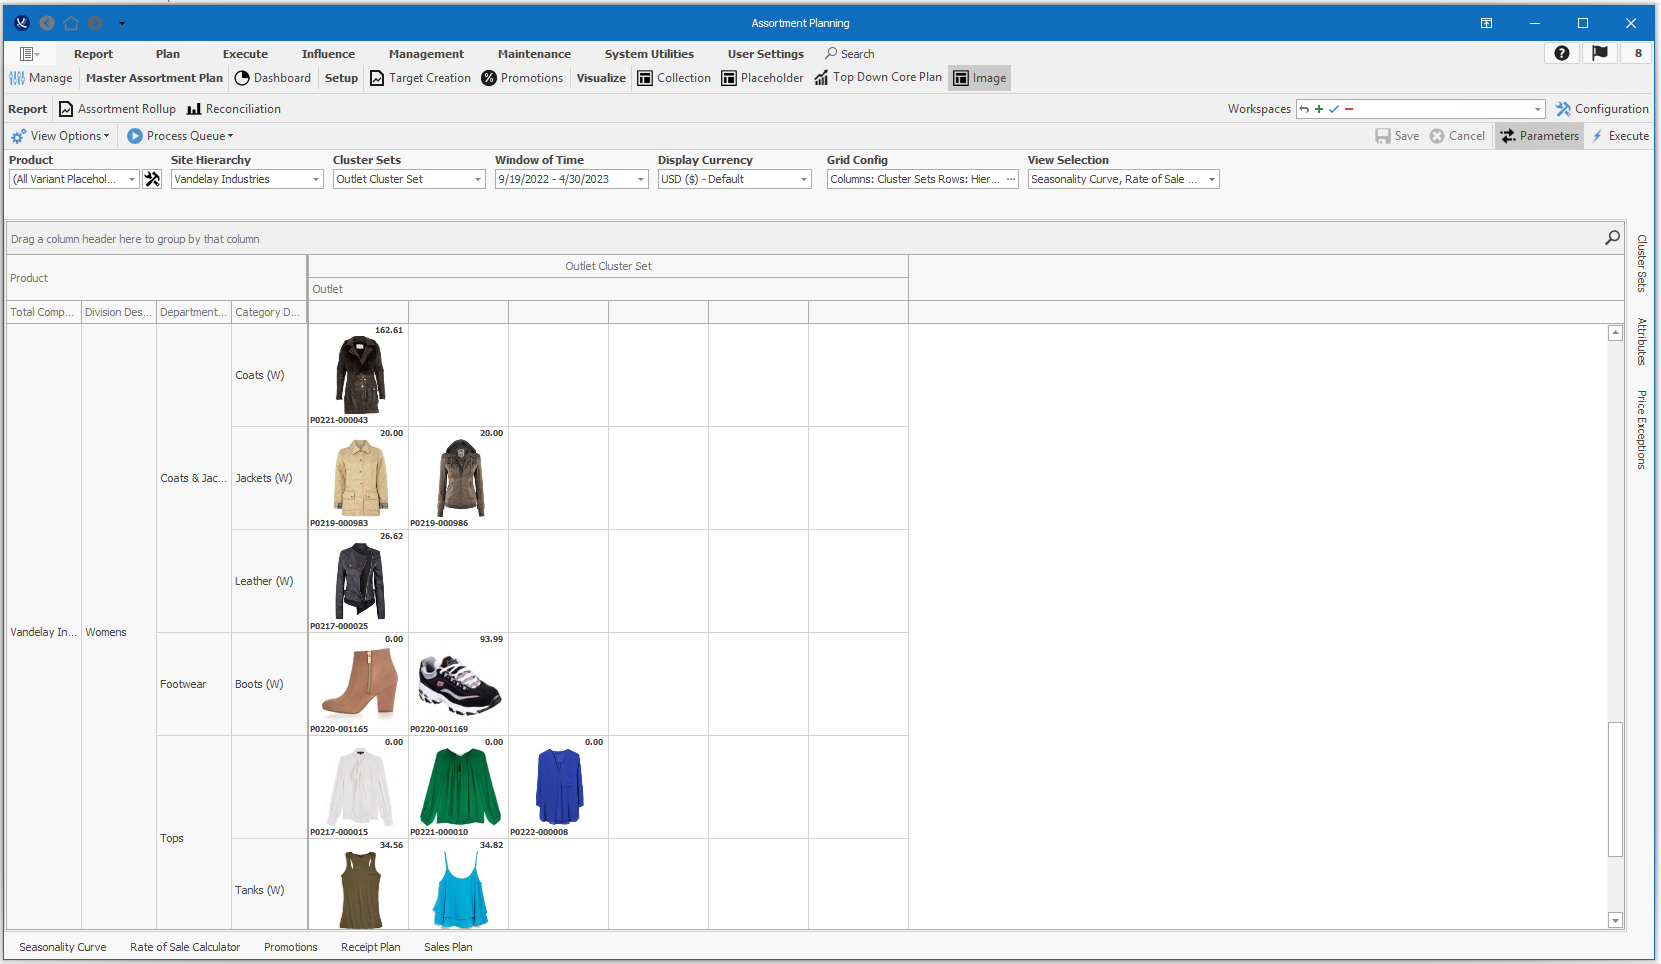 Assortment Planning
Report Plan Execute Influence Management Maintenance System Utilities User Settings Search 8
Manage Master Assortment Plan Dashboard Setup Target Creation Promotions Visualize Collection Placeholder Top Down Core Plan Image
Report Assortment Rollup Reconciliation Workspaces Configuration
View Options Process Queue Save Cancel Parameters Execute
Product Site Hierarchy Cluster Sets Window of Time Display Currency Grid Config View Selection
(All Variant Placehol... Vandelay Industries Outlet Cluster Set 9/19/2022 - 4/30/2023 USD ($) - Default Columns: Cluster Sets Rows: Hier... ... Seasonality Curve, Rate of Sale ...
Drag a column header here to group by that column
Cluster Sets
Attributes
Price Exceptions
Outlet Cluster Set
Product
Outlet
Total Comp... Division Des... Department... Category D...
162.61
Coats (W)
P0221-000043
20.00 20.00
Coats & Jac... Jackets (W)
P0219-000983 P0219-000986
26.62
Leather (W)
P0217-000025
Vandelay In... Womens
0.00 93.99
Footwear Boots (W)
P0220-001165 P0220-001169
0.00 0.00 0.00
P0217-000015 P0221-000010 P0222-000008
Tops
34.56 34.82
Tanks (W)
Seasonality Curve Rate of Sale Calculator Promotions Receipt Plan Sales Plan